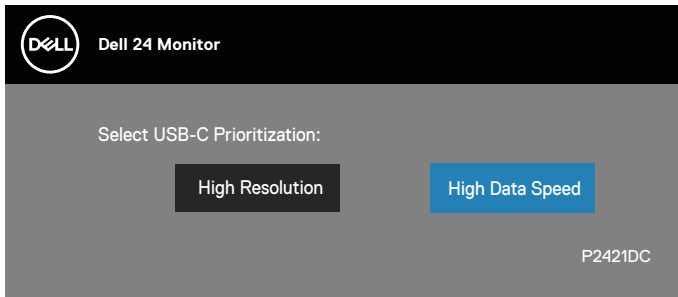 DELL Dell 24 Monitor
Select USB-C Prioritization:
High Resolution High Data Speed
P2421DC